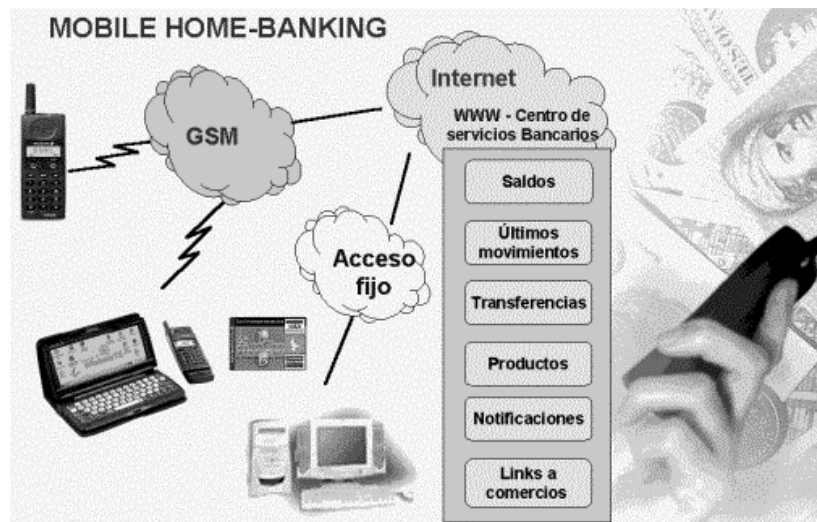 MOBILE HOME-BANKING
Internet
GSM
WWW - Centro de
servicios Bancarios
Saldos
Últimos
movimientos
Acceso
fijo
Transferencias
Productos
Notificaciones
Links a
comercios